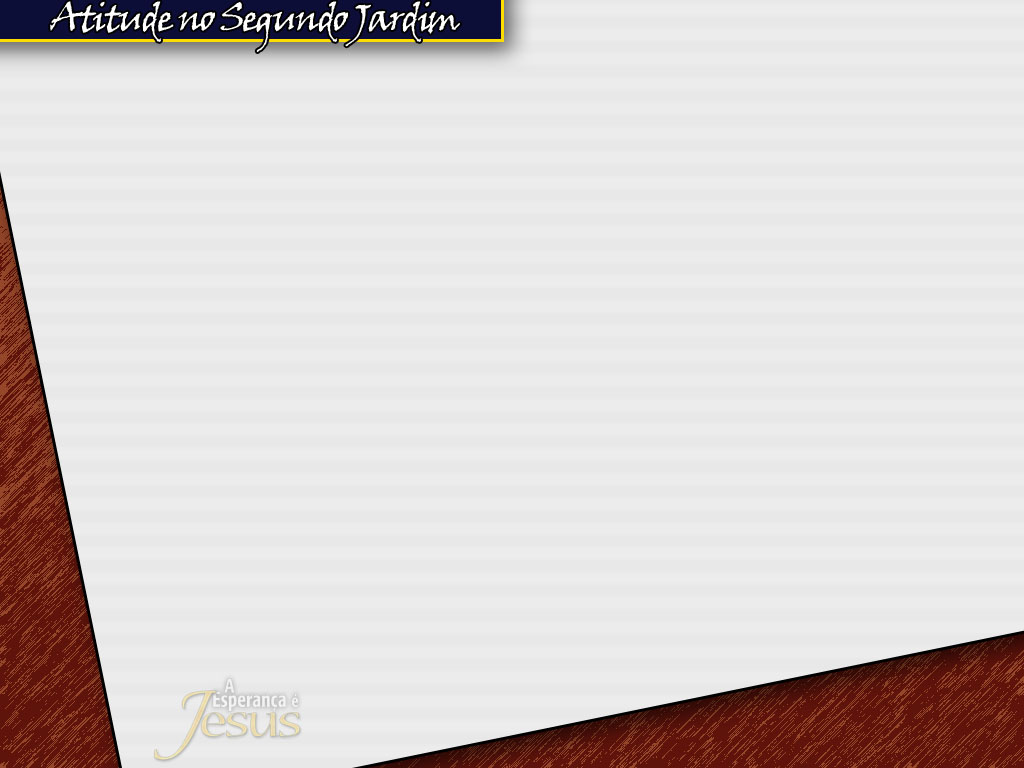 Atitude no Segundo Jardim
A
Esperança é
Jesus